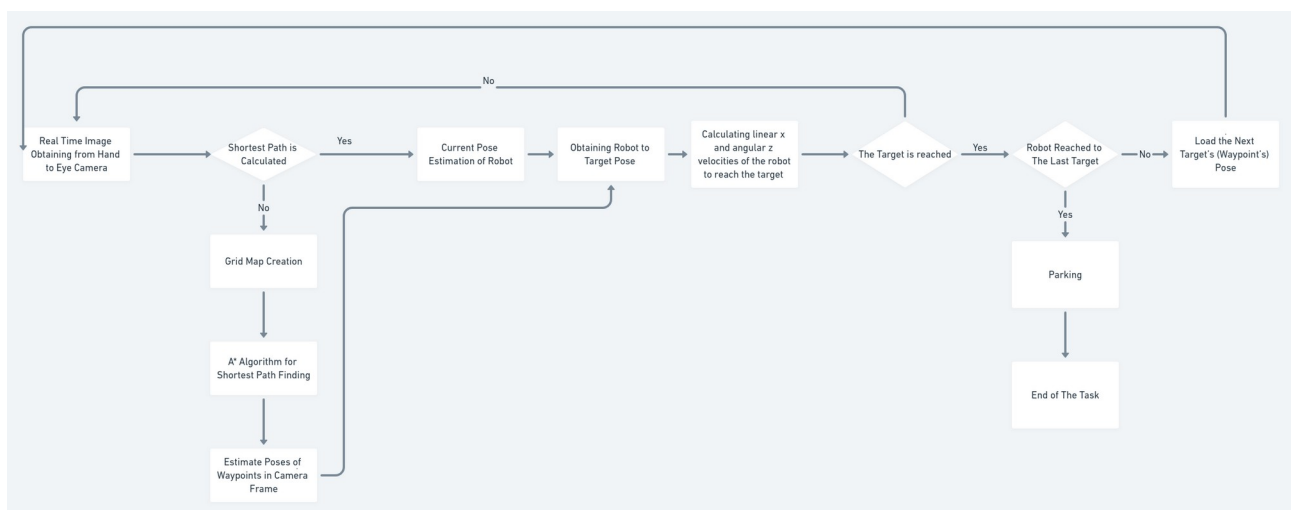 No
Real Time Image
Obtaining from Hand
to Eye Camera
Shortest Path is
Calculated
Yes
Current Pose
Estimation of Robot
Obtaining Robot to
Target Pose
Calculating linear x
and angular z
velocities of the robot
to reach the target
The Target is reached
Yes
Robot Reached to
The Last Target
No
Load the Next
Target's (Waypoint's)
Pose
No
Yes
Grid Map Creation
Parking
A* Algorithm for
Shortest Path Finding
End of The Task
Estimate Poses of
Waypoints in Camera
Frame